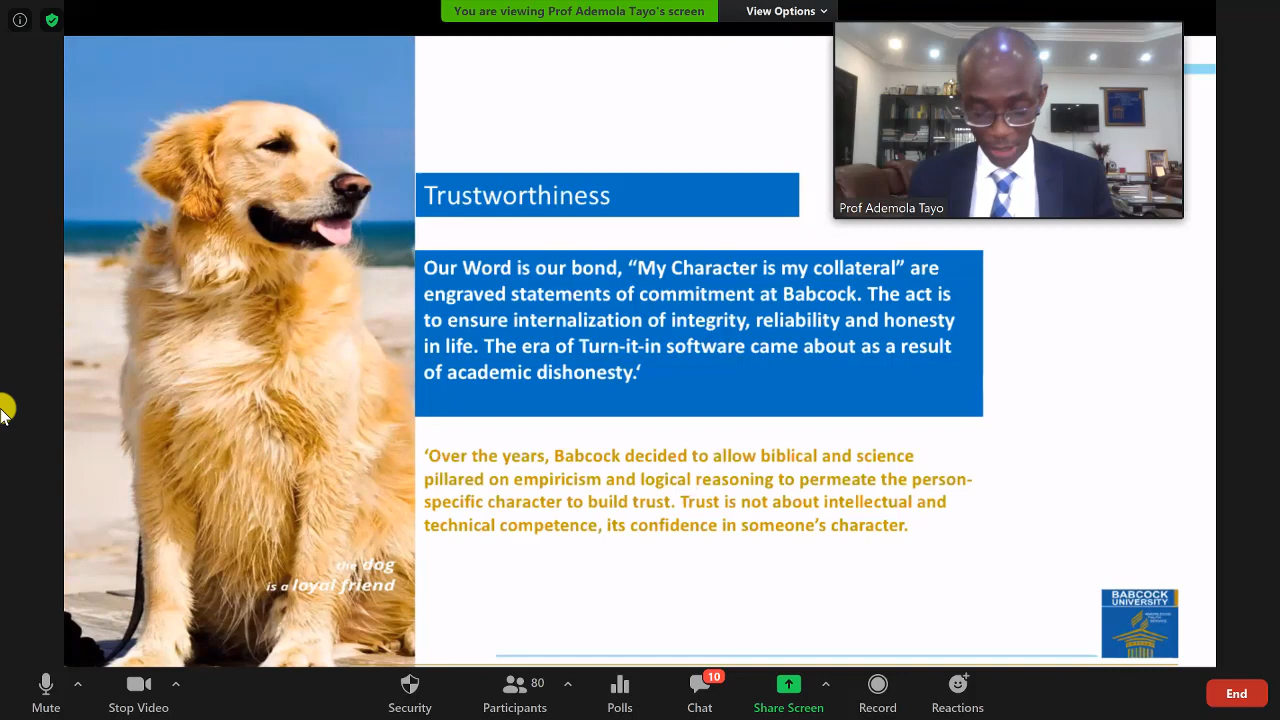 You are viewing Prof Ademola Tayo's screen
View Options
Prof Ademola Tayo
Trustworthiness
Our Word is our bond, “My Character is my collateral” are
engraved statements of commitment at Babcock. The act is
to ensure internalization of integrity, reliability and honesty
in life. The era of Turn-it-in software came about as a result
of academic dishonesty.‘
‘Over the years, Babcock decided to allow biblical and science
pillared on empiricism and logical reasoning to permeate the person-
specific character to build trust. Trust is not about intellectual and
technical competence, its confidence in someone’s character.
the dog
is a loyal friend
BABCOCK
UNIVERSITY
Mute
Stop Video
Security
80
Participants
Polls
10
Chat
Share Screen
Record
Reactions
End